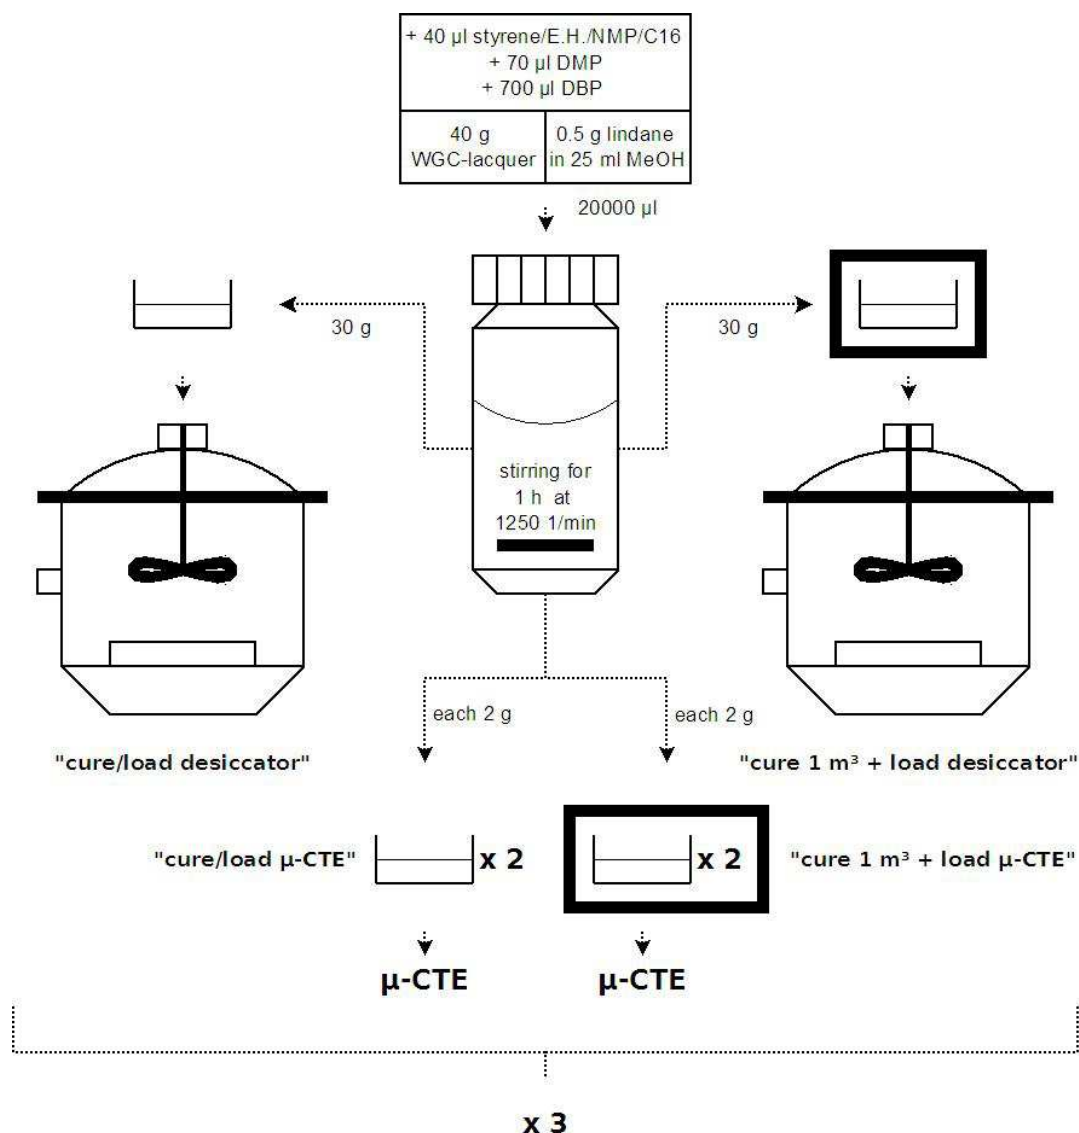 + 40 µl styrene/E.H./NMP/C16
+ 70 µl DMP
+ 700 µl DBP
40 g
WGC-lacquer
0.5 g lindane
in 25 ml MeOH
20000 µl
30 g
30 g
stirring for
1 h at
1250 1/min
each 2 g
each 2 g
"cure/load desiccator"
"cure 1 m³ + load desiccator"
"cure/load µ-CTE"
x 2
x 2
"cure 1 m³ + load µ-CTE"
µ-CTE
µ-CTE
x 3